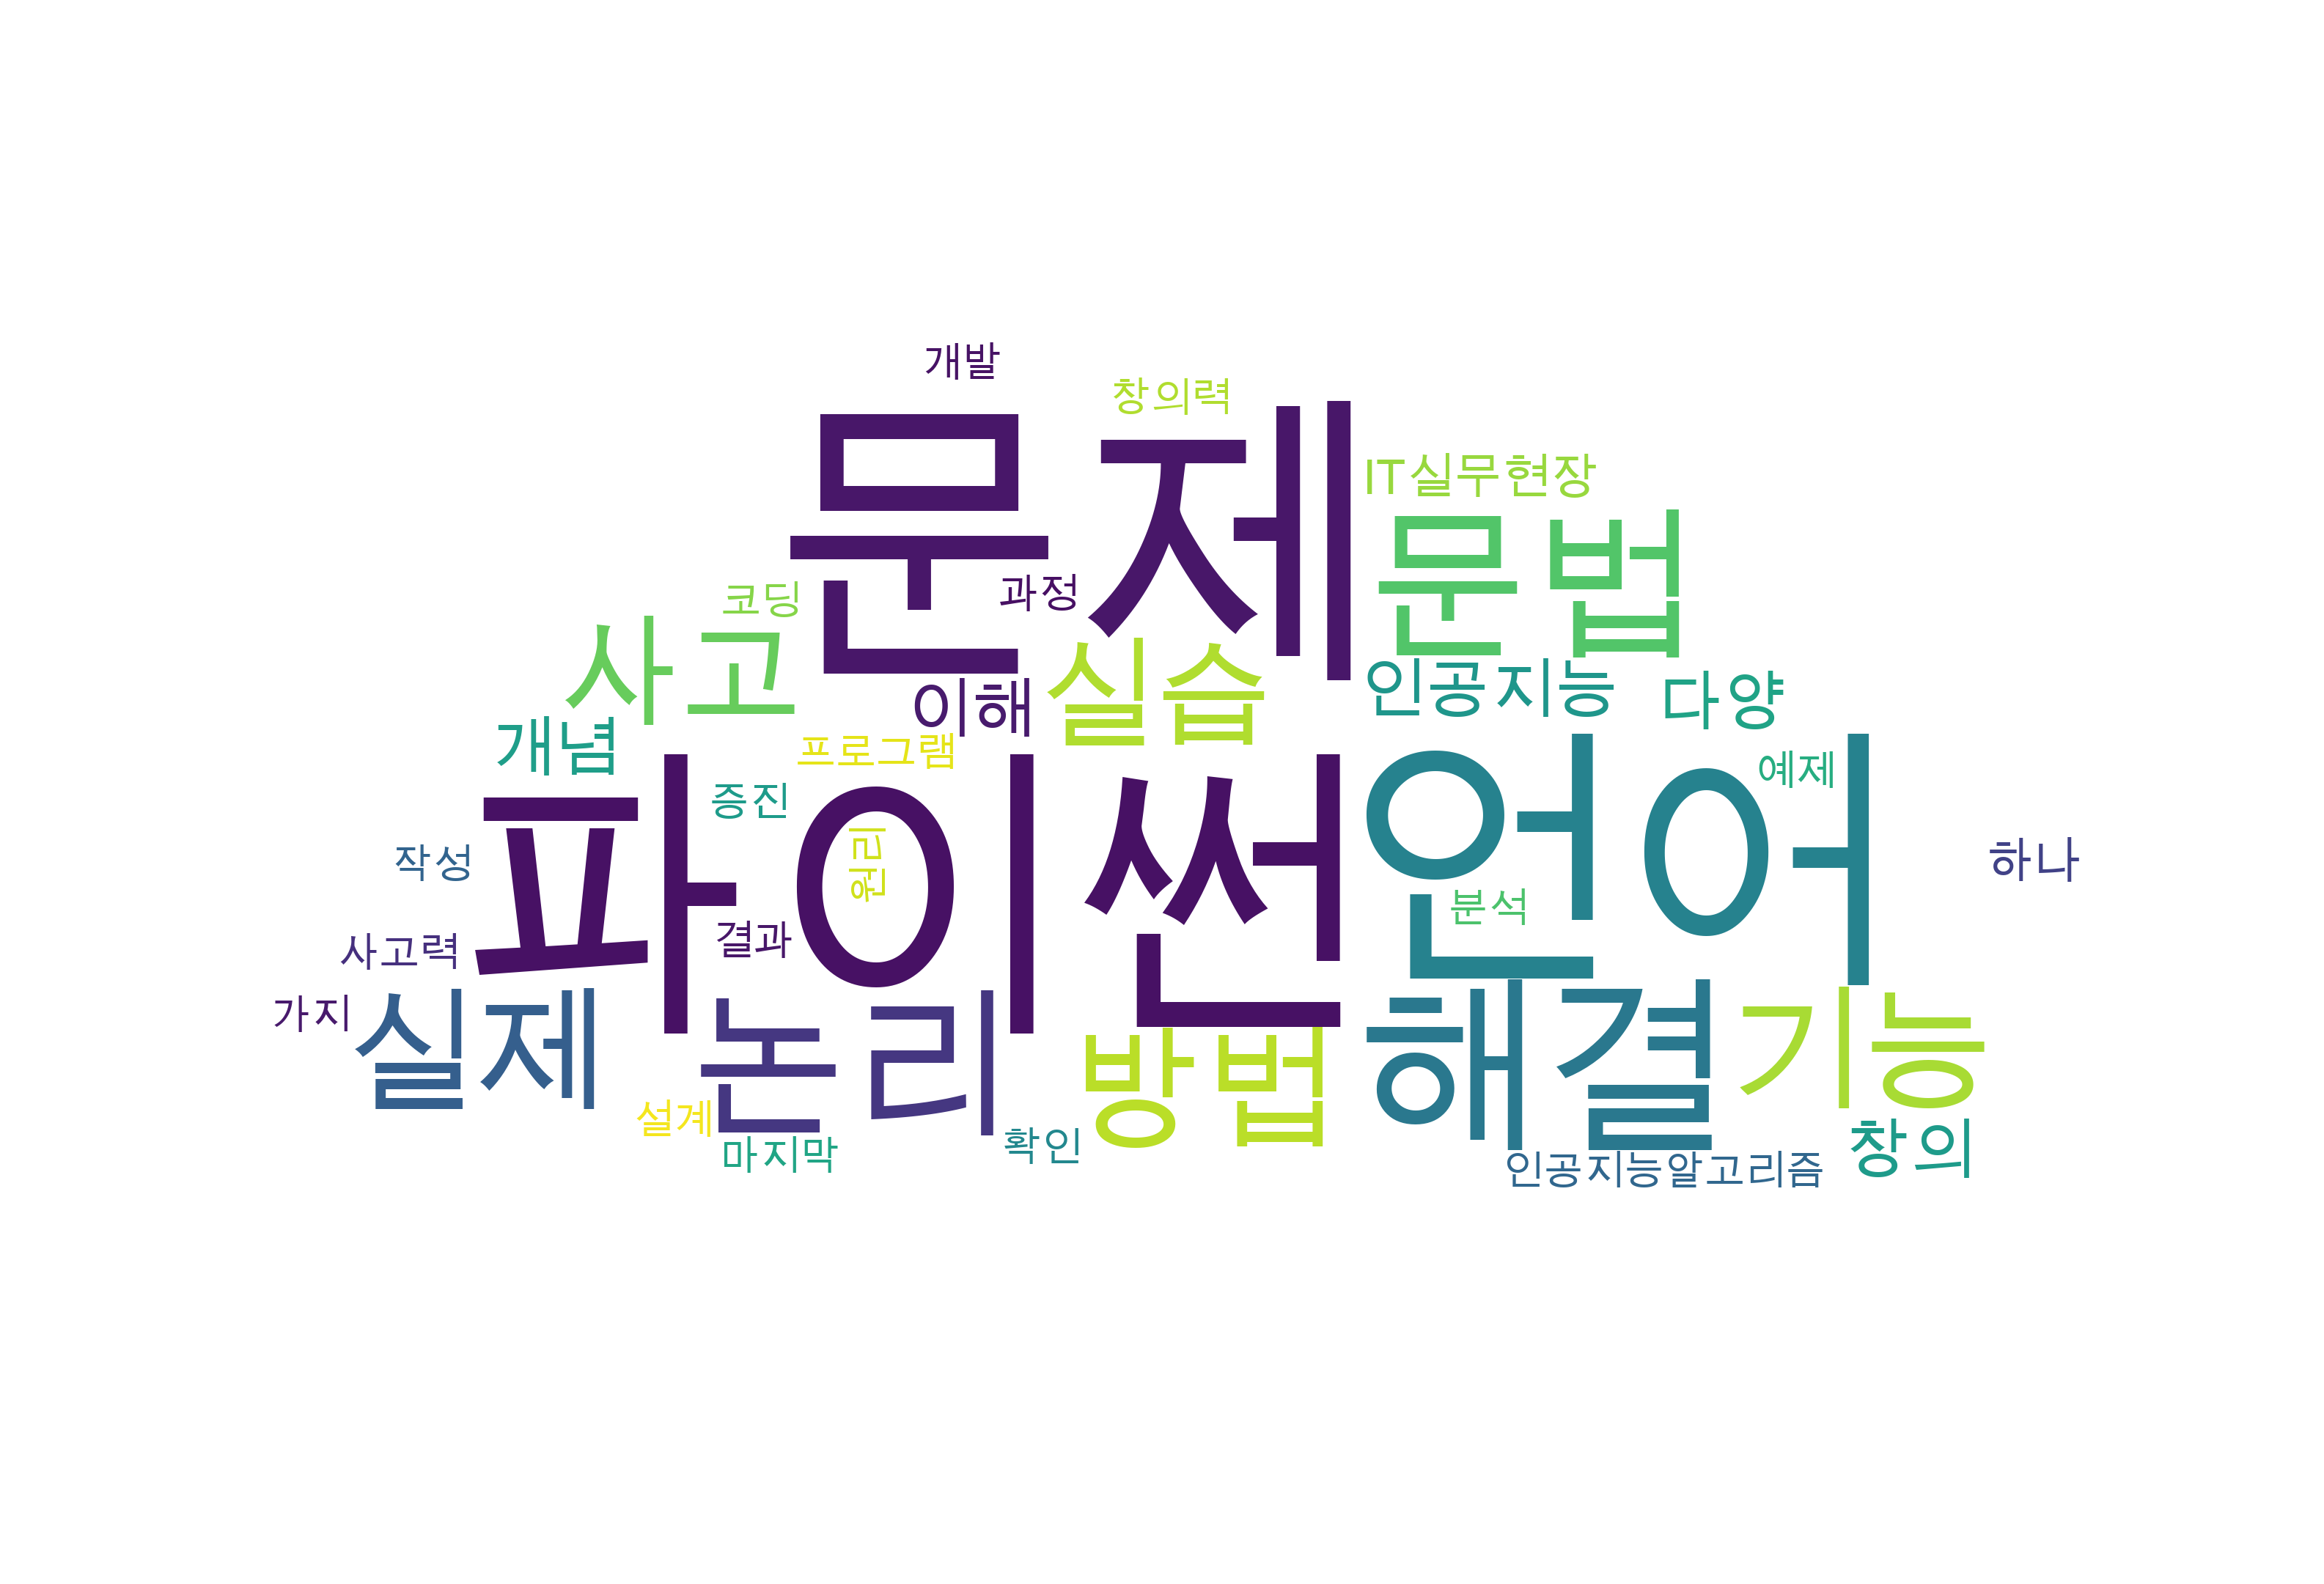 개발
창의력
문제
IT실무현장
문법
코딩
과정
사고
실습
이해
인공지능
다양
개념
프로그램
파이썬
언어
예제
증진
원리
작성
하나
분석
결과
사고력
가지
실제
논리
방법
해결
기능
설계
마지막
확인
인공지능알고리즘
창의